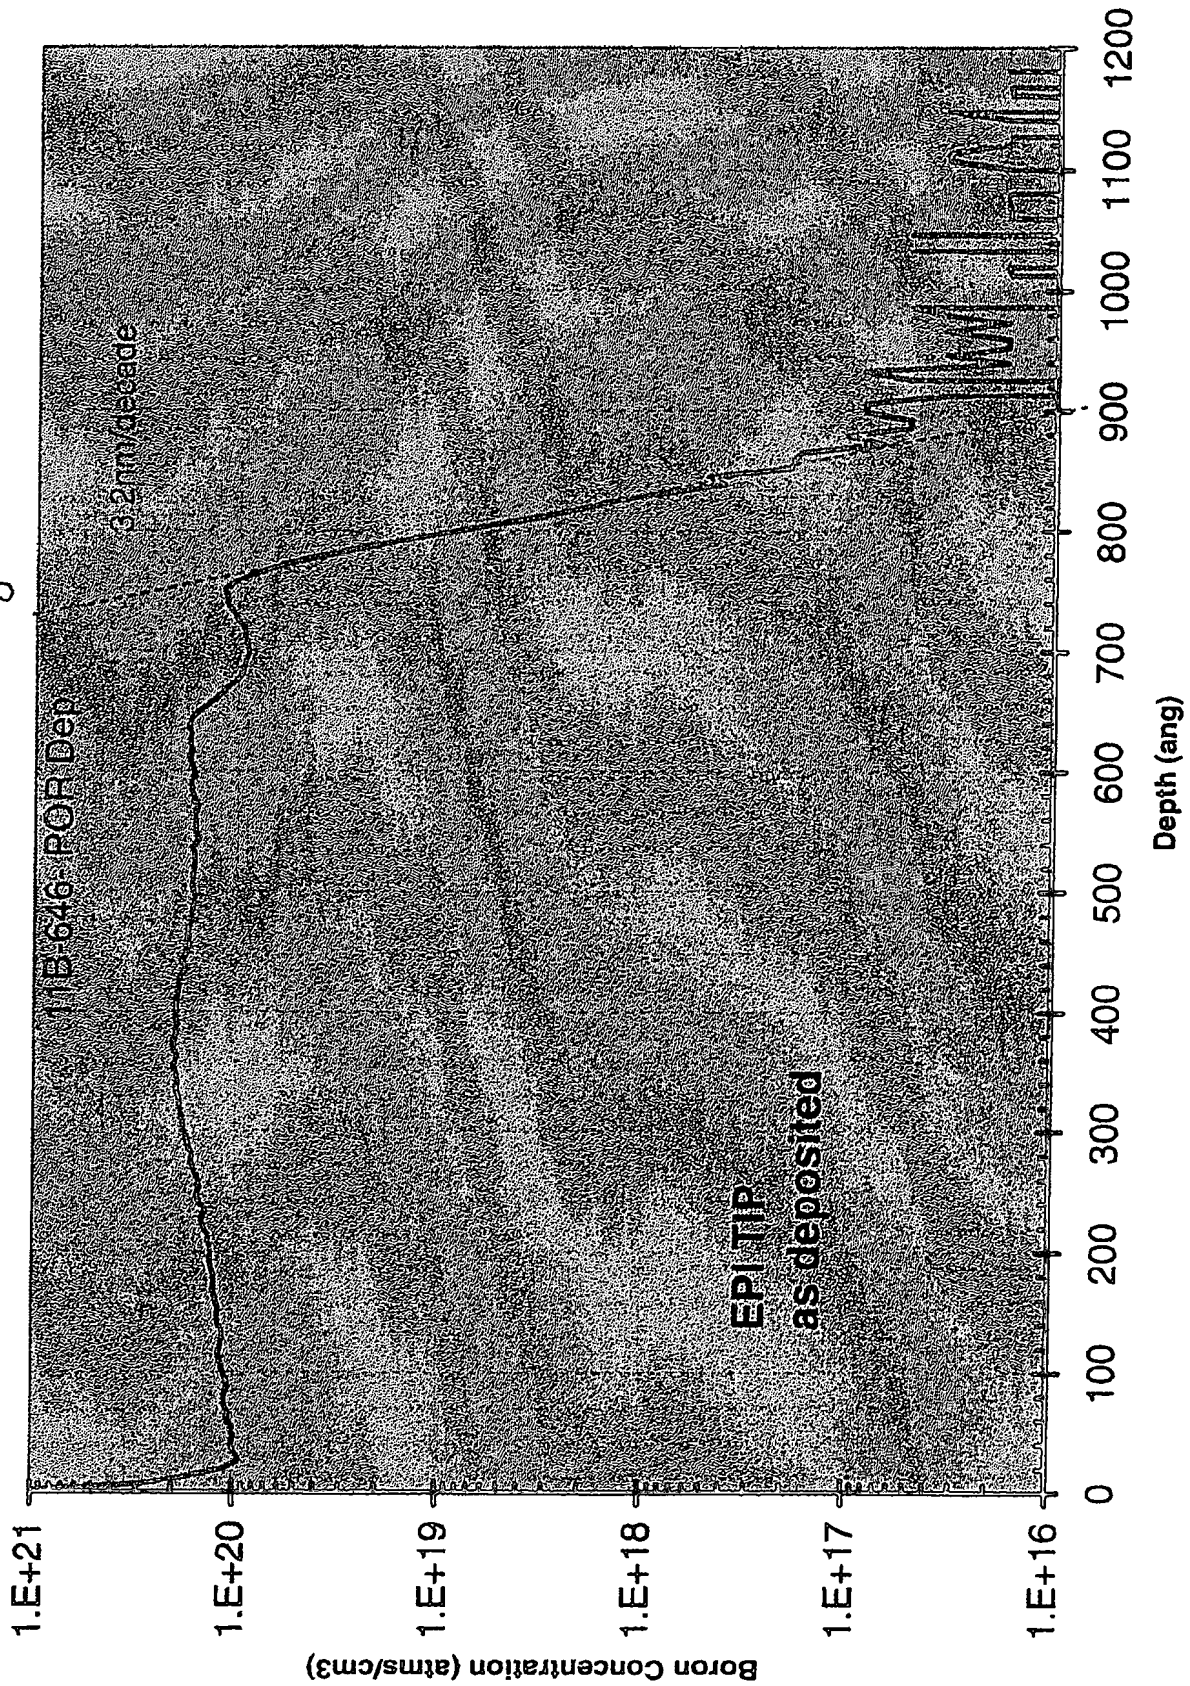 11B-646- POR Dep
3.2nm/decade
EPI TIP
as deposited
1.E+21
1.E+20
1.E+19
1.E+18
1.E+17
1.E+16
Boron Concentration (atms/cm3)
0
100
200
300
400
500
600
700
800
900
1000
1100
1200
Depth (ang)